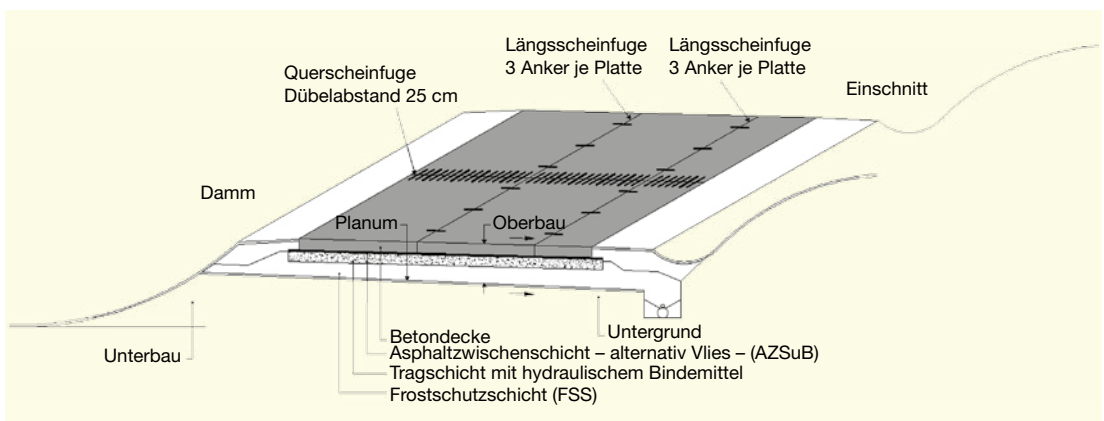 Längsscheinfuge
3 Anker je Platte
Längsscheinfuge
3 Anker je Platte
Querscheinfuge
Dübelabstand 25 cm
Einschnitt
Damm
Planum
Oberbau
Unterbau
Untergrund
Betondecke
Asphaltzwischenschicht – alternativ Vlies – (AZSuB)
Tragschicht mit hydraulischem Bindemittel
Frostschutzschicht (FSS)